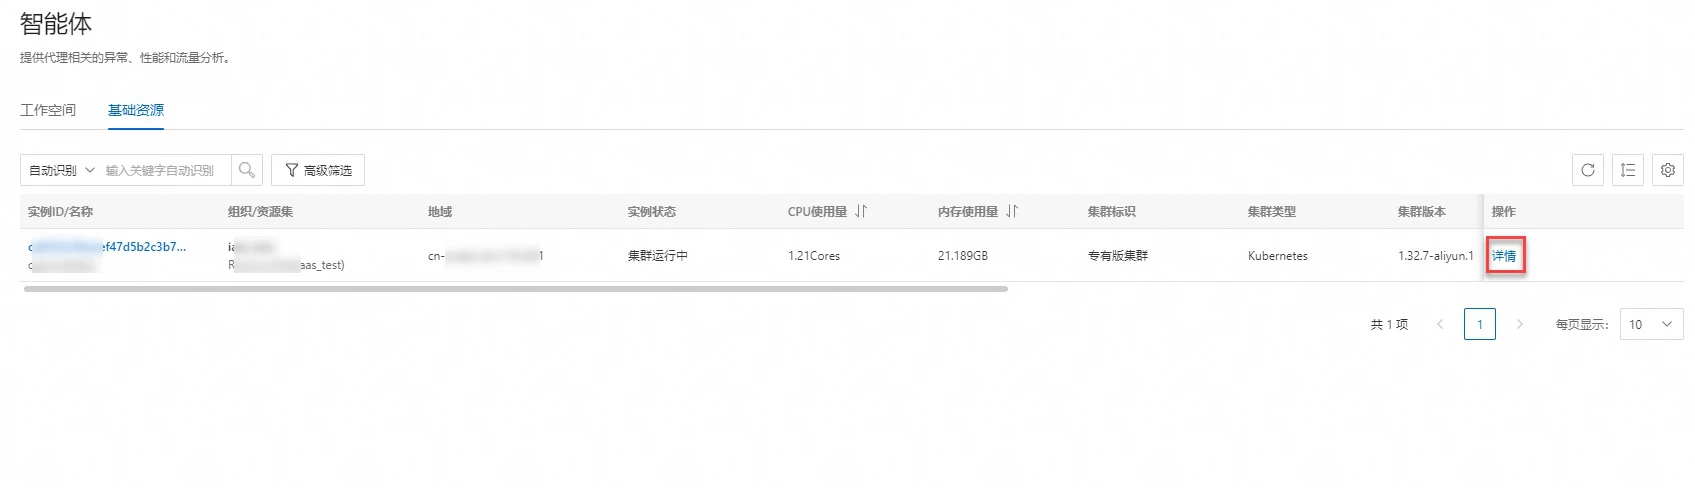 智能体
提供代理相关的异常、性能和流量分析。
工作空间 基础资源
自动识别 输入关键字自动识别 高级筛选
实例ID/名称 组织/资源集 地域 实例状态 CPU使用量 内存使用量 集群标识 集群类型 集群版本 操作
ef47d5b2c3b7... cn- 1 集群运行中 1.21Cores 21.189GB 专有版集群 Kubernetes 1.32.7-aliyun.1 详情
aas_test)
共 1 项 1 每页显示: 10